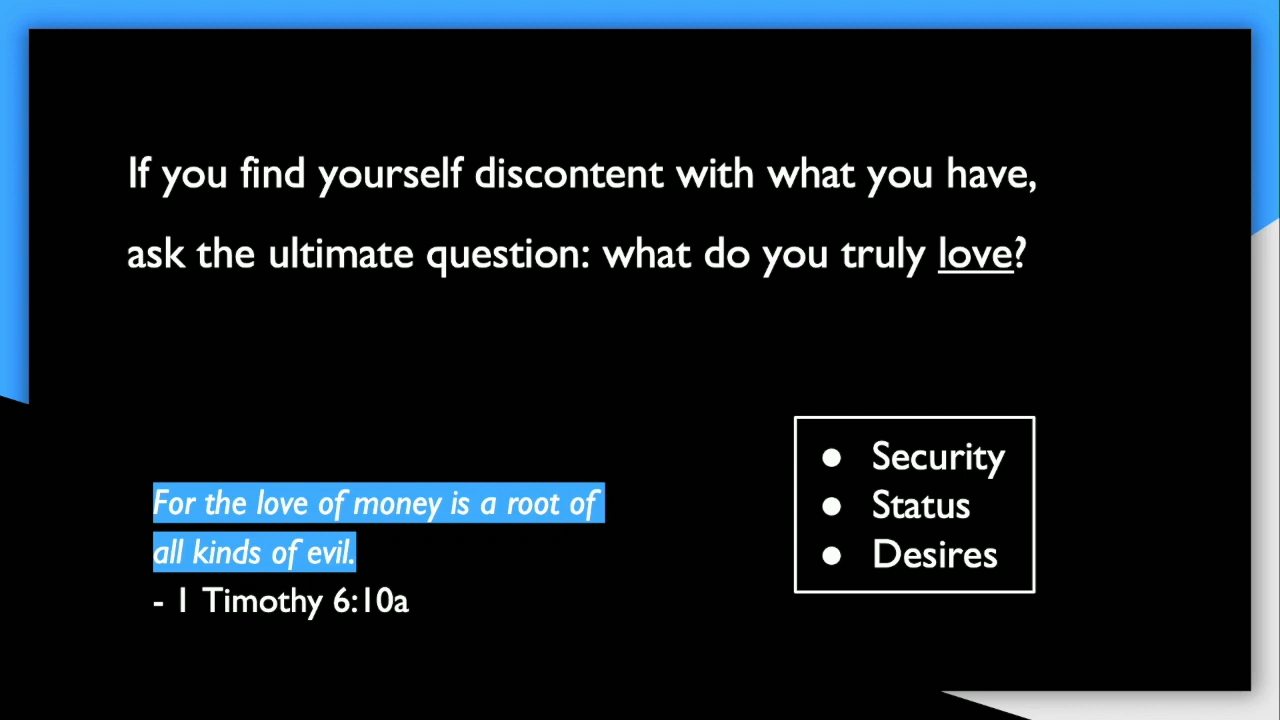 If you find yourself discontent with what you have,
ask the ultimate question: what do you truly love?
For the love of money is a root of
all kinds of evil.
- 1 Timothy 6:10a
● Security
● Status
● Desires